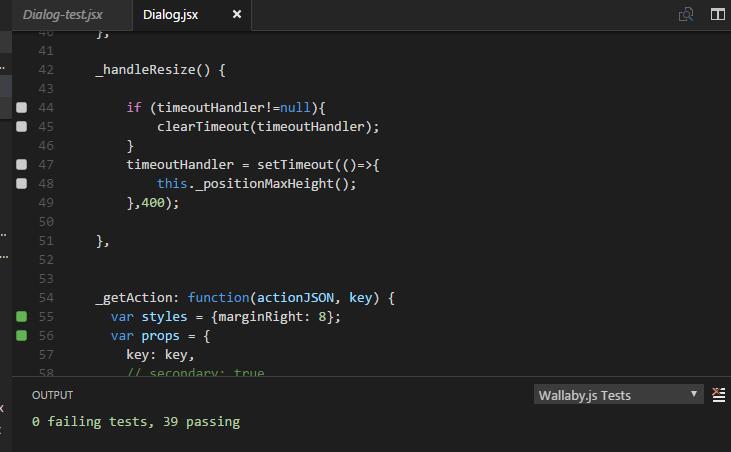 Dialog-test.jsx Dialog.jsx ×
40 },
41
42 _handleResize() {
43
44 if (timeoutHandler!=null){
45 clearTimeout(timeoutHandler);
46 }
47 timeoutHandler = setTimeout(()=>{
48 this._positionMaxHeight();
49 },400);
50
51 },
52
53
54 _getAction: function(actionJSON, key) {
55 var styles = {marginRight: 8};
56 var props = {
57 key: key,
58 // secondary: true
OUTPUT Wallaby.js Tests
0 failing tests, 39 passing